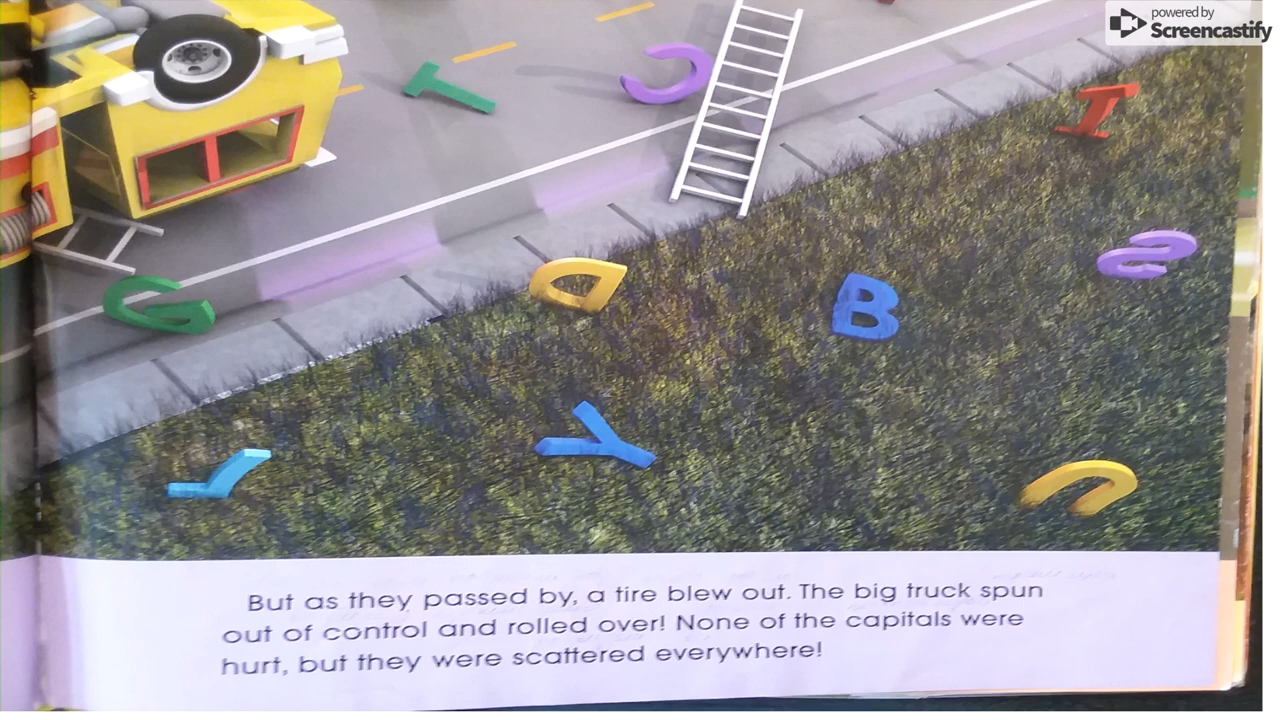 powered by
Screencastify
T
C
I
G
D
B
S
Y
But as they passed by, a tire blew out. The big truck spun
out of control and rolled over! None of the capitals were
hurt, but they were scattered everywhere!